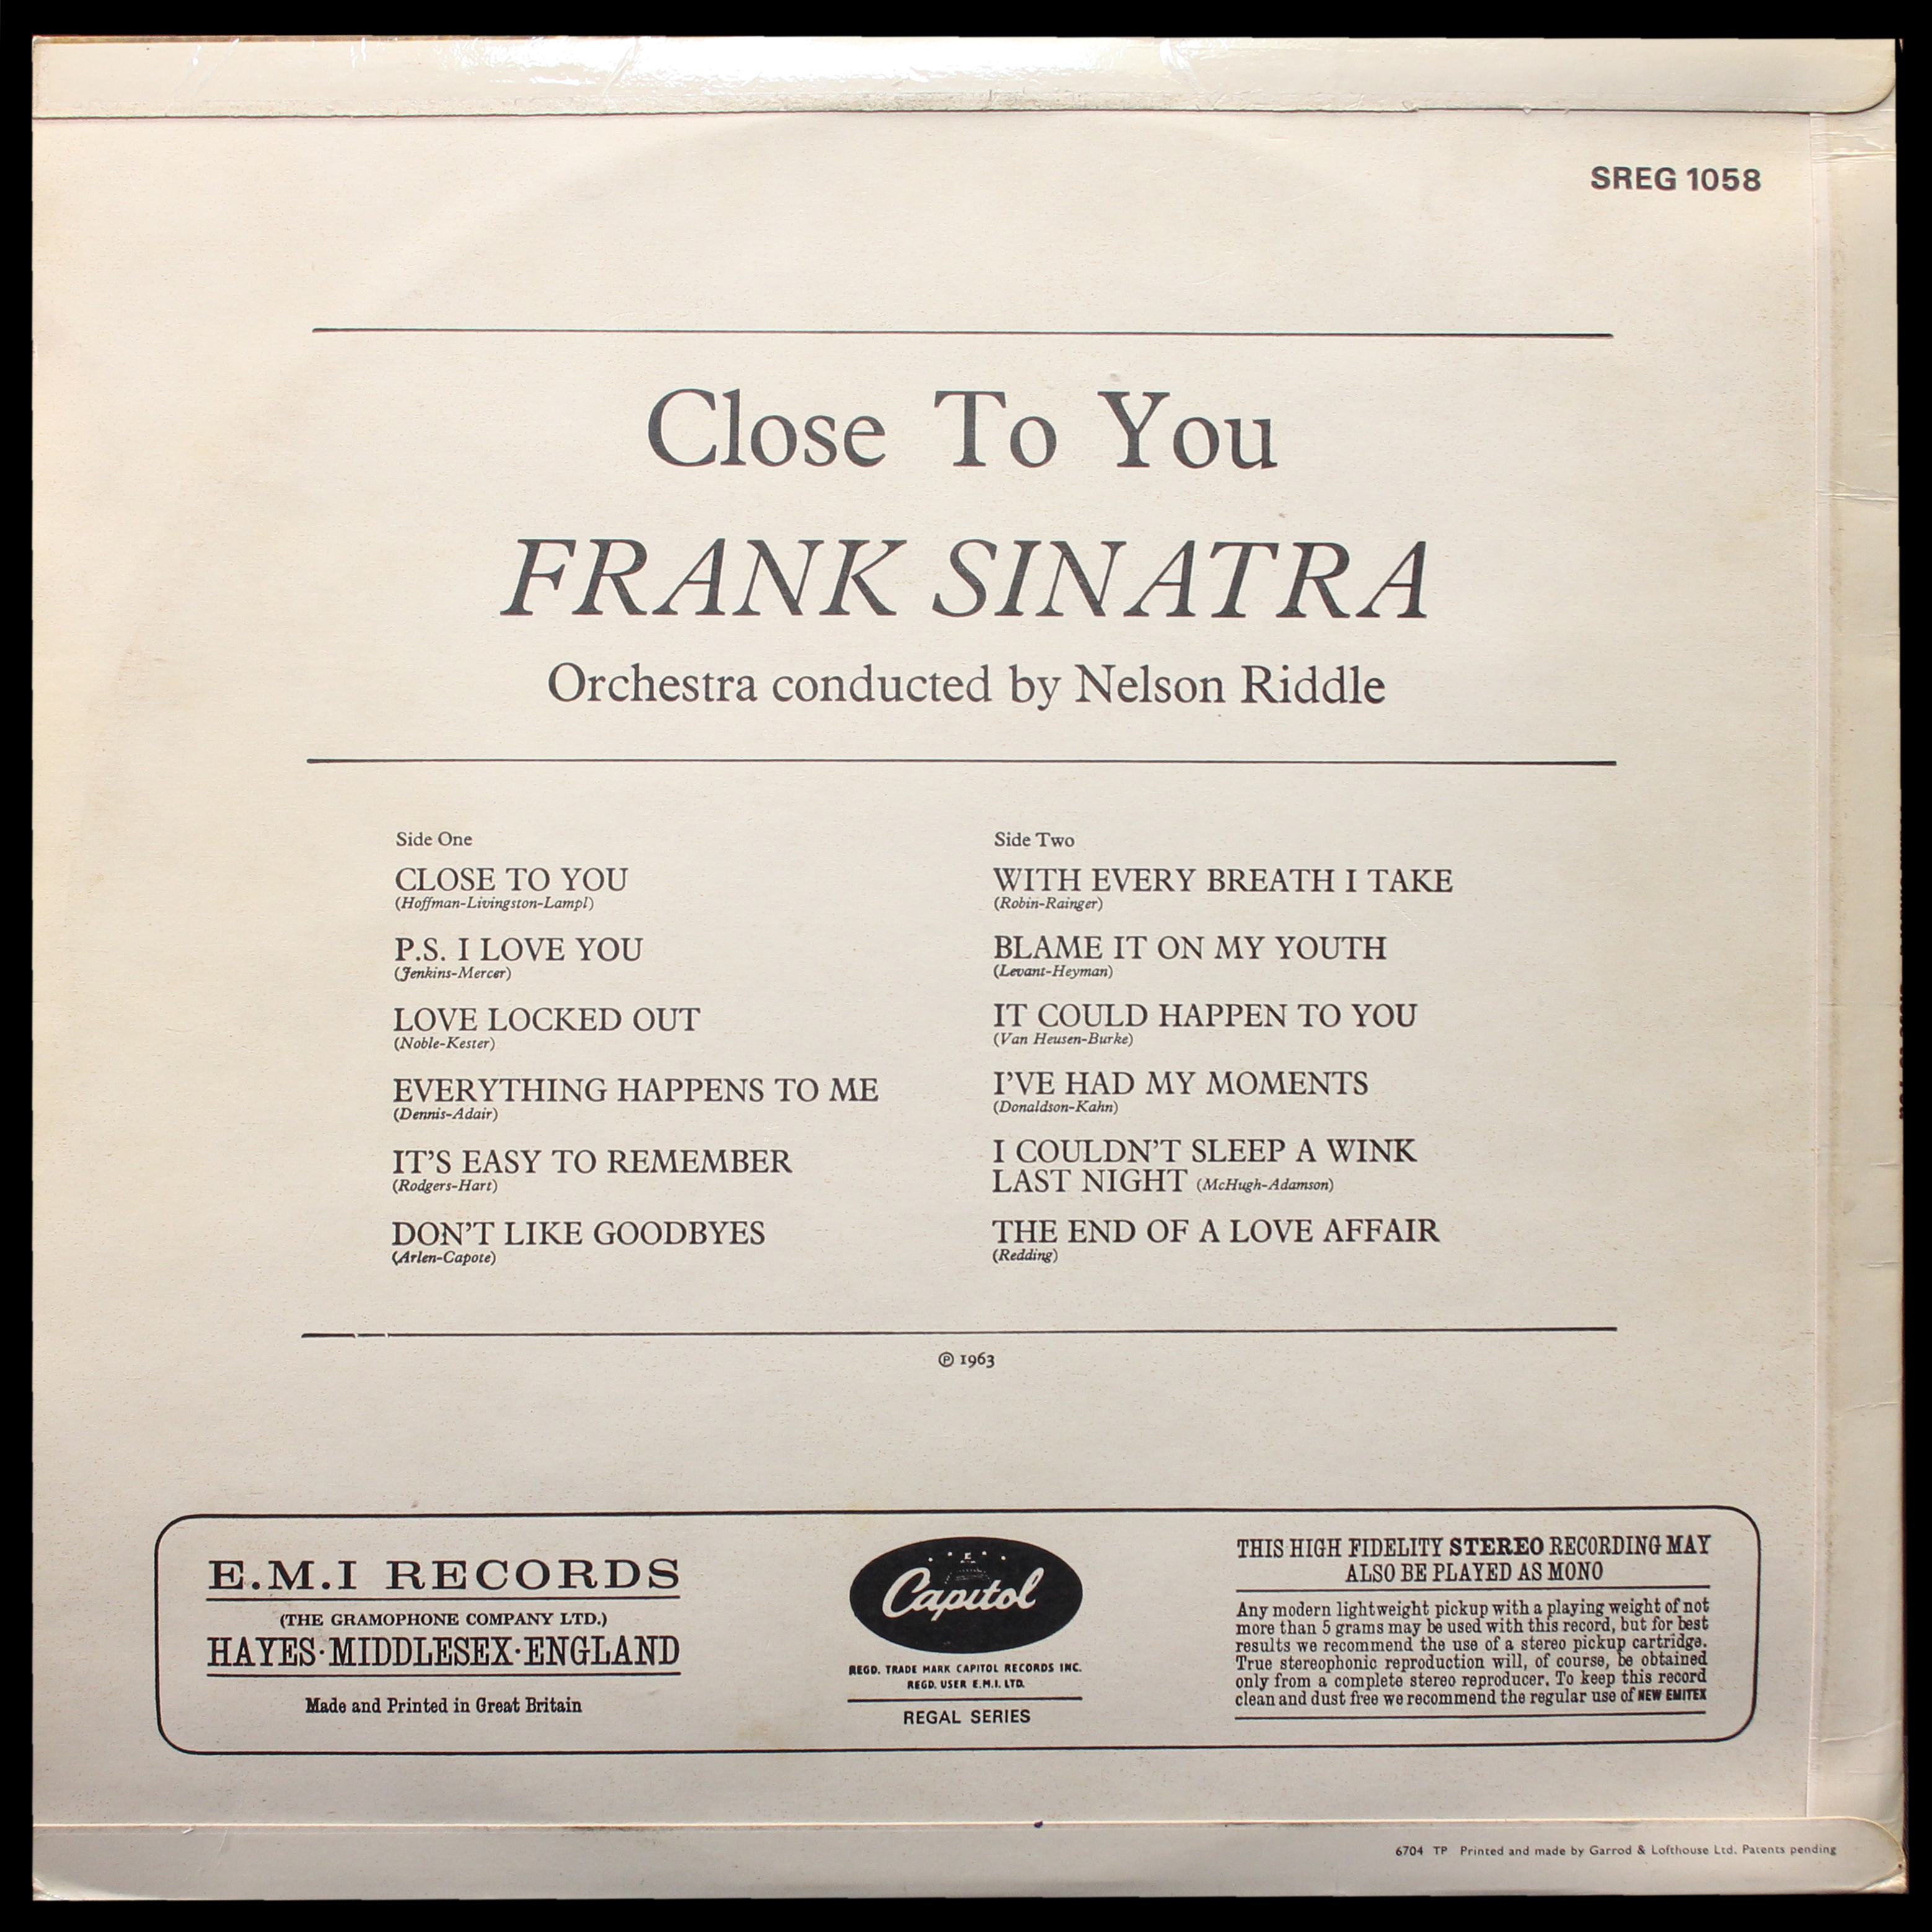 SREG 1058
Close To You
FRANK SINATRA
Orchestra conducted by Nelson Riddle
Side One
CLOSE TO YOU
(Hoffman-Livingston-Lampl)
P.S. I LOVE YOU
(Jenkins-Mercer)
LOVE LOCKED OUT
(Noble-Kester)
EVERYTHING HAPPENS TO ME
(Dennis-Adair)
IT'S EASY TO REMEMBER
(Rodgers-Hart)
DON'T LIKE GOODBYES
(Arlen-Capote)
Side Two
WITH EVERY BREATH I TAKE
(Robin-Rainger)
BLAME IT ON MY YOUTH
(Levant-Heyman)
IT COULD HAPPEN TO YOU
(Van Heusen-Burke)
I'VE HAD MY MOMENTS
(Donaldson-Kahn)
I COULDN'T SLEEP A WINK
LAST NIGHT (McHugh-Adamson)
THE END OF A LOVE AFFAIR
(Redding)
℗ 1963
E.M.I RECORDS
(THE GRAMOPHONE COMPANY LTD.)
HAYES·MIDDLESEX·ENGLAND
Made and Printed in Great Britain
Capitol
REGD. TRADE MARK CAPITOL RECORDS INC.
REGD. USER E.M.I. LTD.
REGAL SERIES
THIS HIGH FIDELITY STEREO RECORDING MAY
ALSO BE PLAYED AS MONO
Any modern lightweight pickup with a playing weight of not
more than 5 grams may be used with this record, but for best
results we recommend the use of a stereo pickup cartridge.
True stereophonic reproduction will, of course, be obtained
only from a complete stereo reproducer. To keep this record
clean and dust free we recommend the regular use of NEW EMITEX
6704 TP Printed and made by Garrod & Lofthouse Ltd. Patents pending